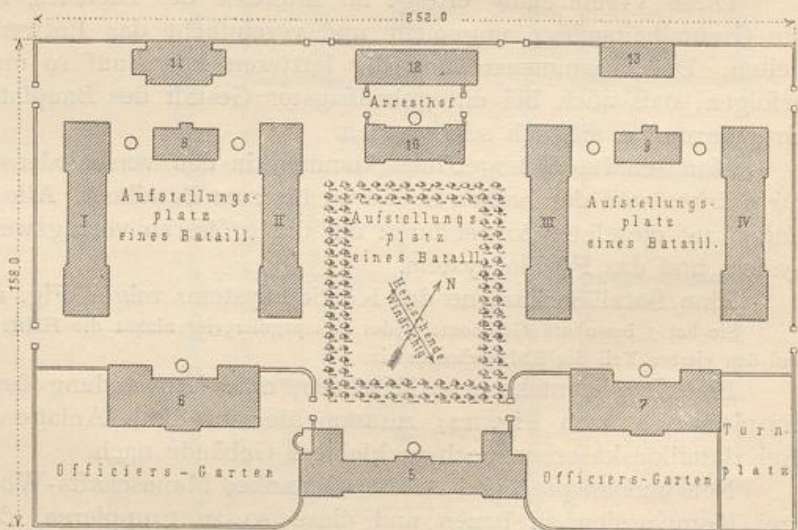 252.0
11
12
13
Arresthof
8
10
9
I
II
III
IV
Aufstellungs-
platz
eines Bataill.
Aufstellungs
platz
eines Bataill.
Aufstellungs-
platz
eines Bataill.
158.0
N
Herrschende
Windrichtg
6
7
5
Officiers-Garten
Officiers-Garten
Turn-
platz